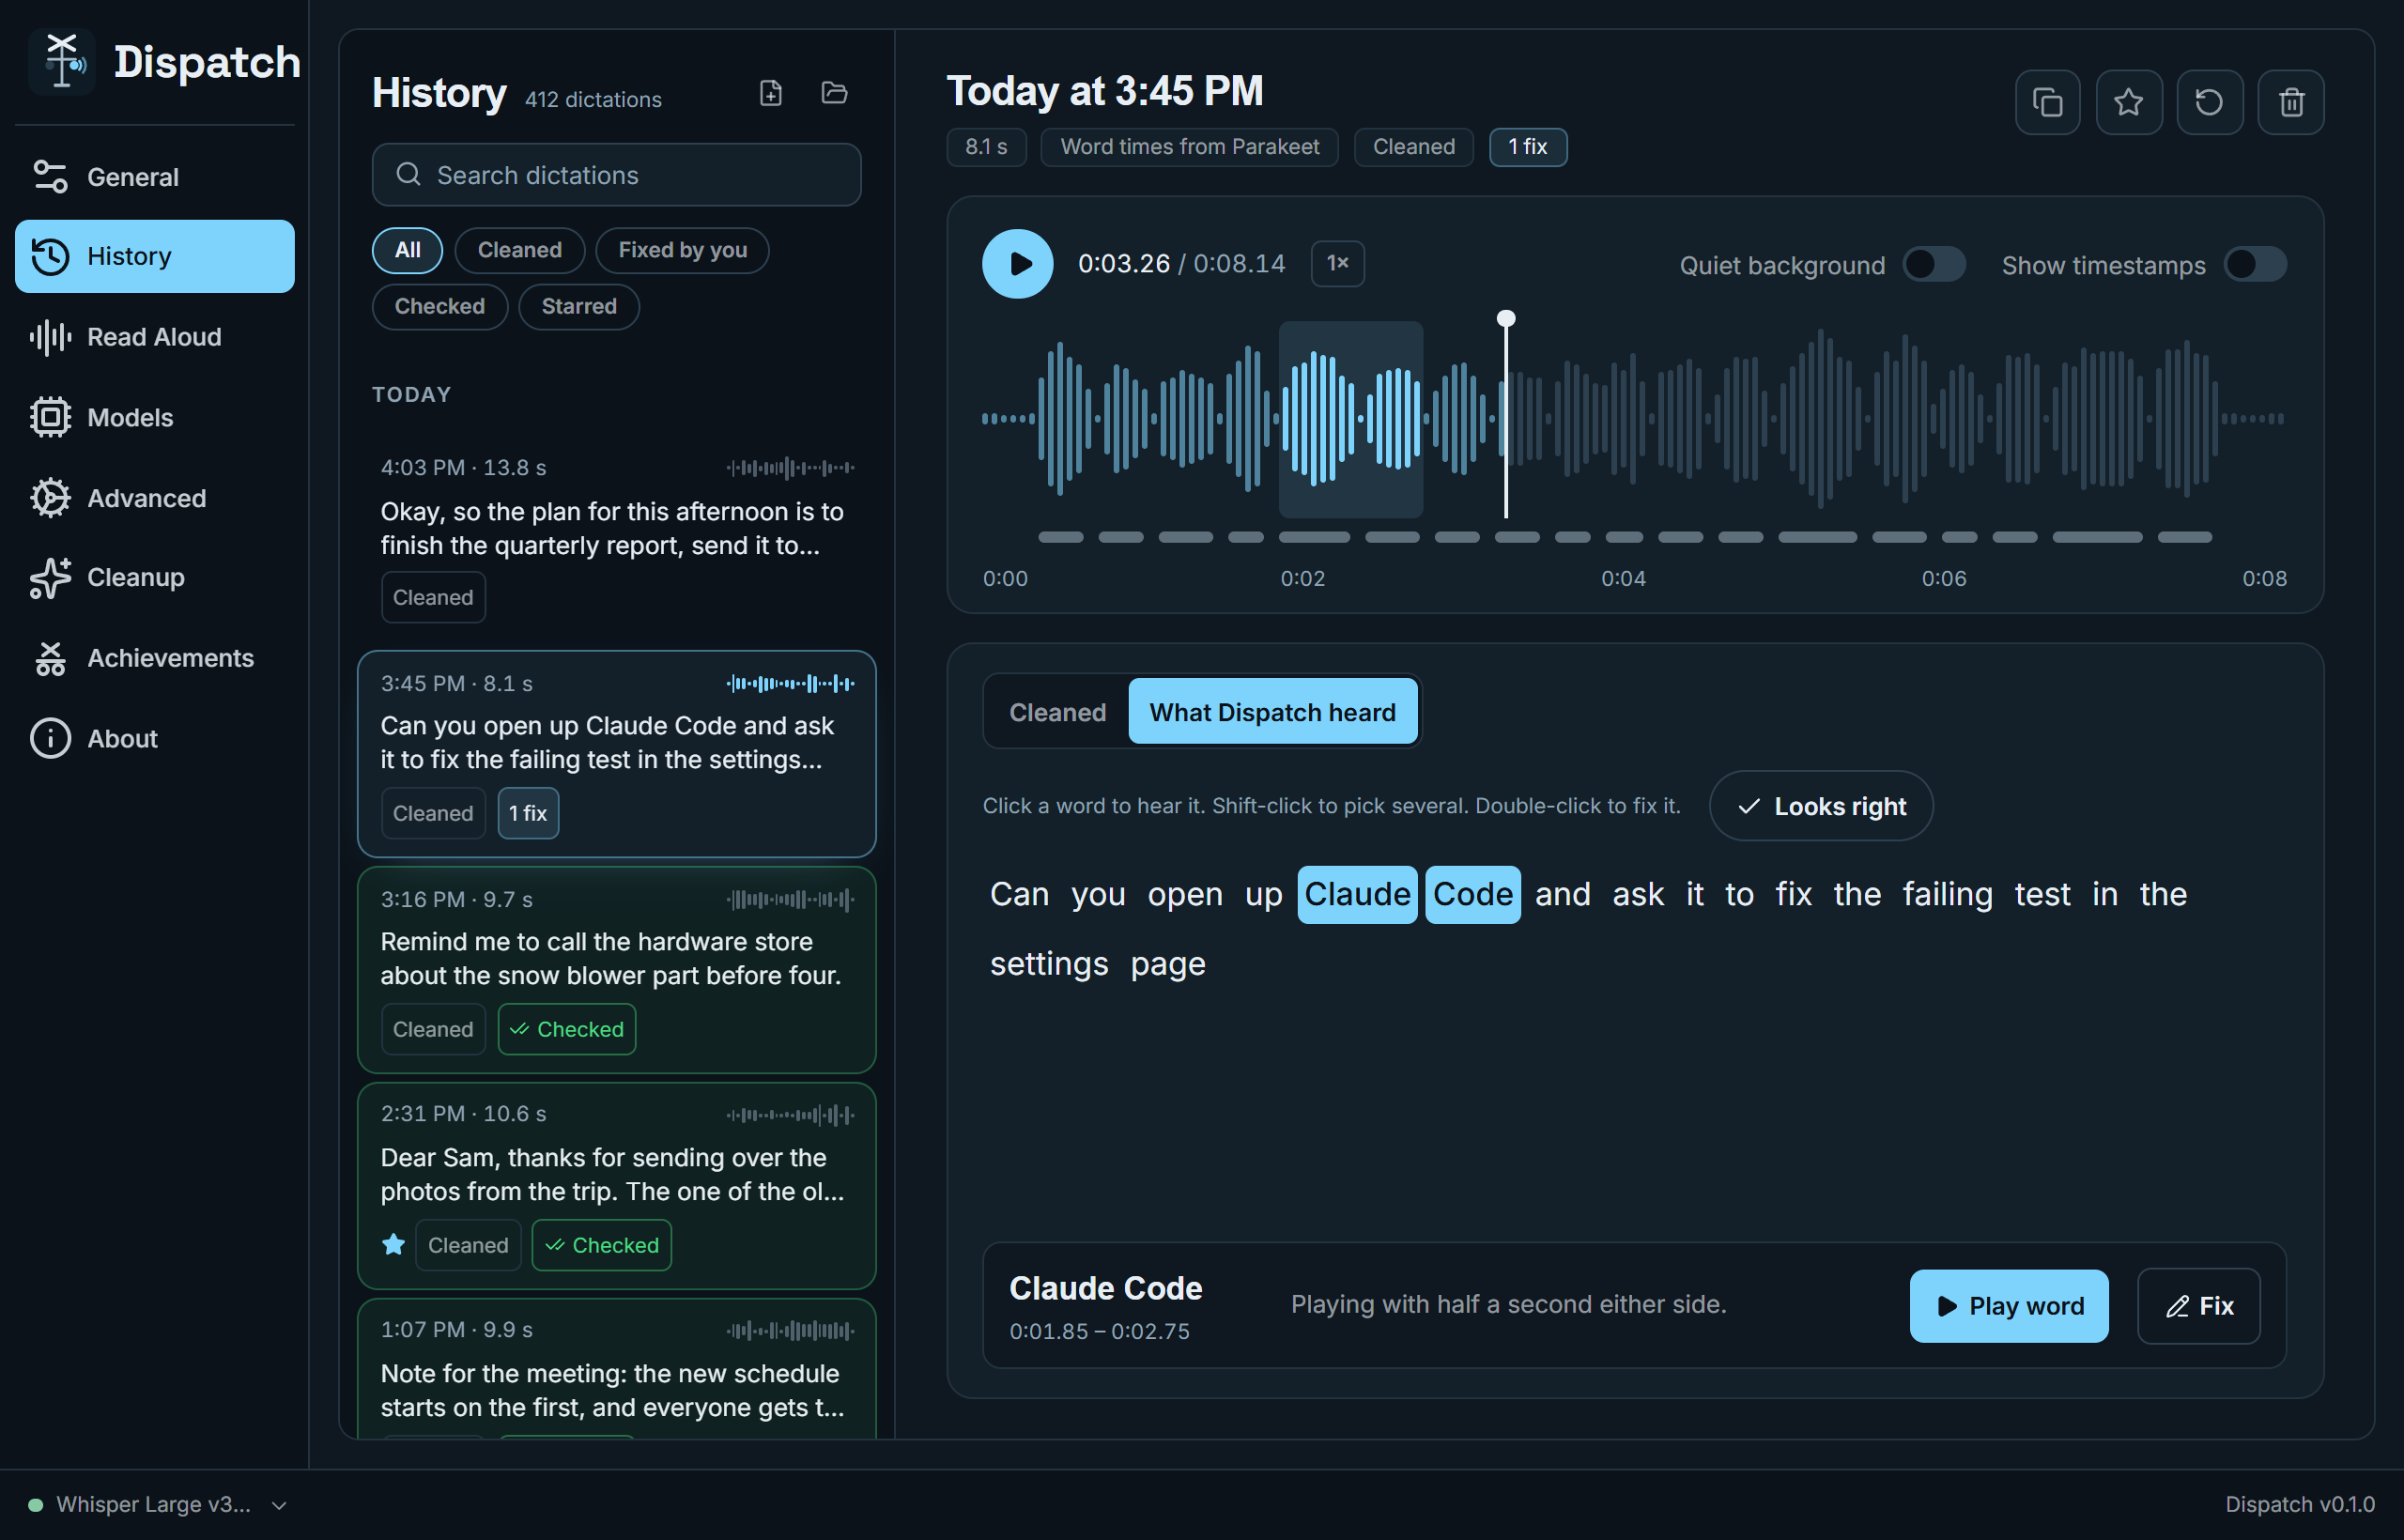 Dispatch
General
History
Read Aloud
Models
Advanced
Cleanup
Achievements
About
History 412 dictations
Search dictations
All Cleaned Fixed by you
Checked Starred
TODAY
4:03 PM · 13.8 s
Okay, so the plan for this afternoon is to
finish the quarterly report, send it to...
Cleaned
3:45 PM · 8.1 s
Can you open up Claude Code and ask
it to fix the failing test in the settings...
Cleaned 1 fix
3:16 PM · 9.7 s
Remind me to call the hardware store
about the snow blower part before four.
Cleaned Checked
2:31 PM · 10.6 s
Dear Sam, thanks for sending over the
photos from the trip. The one of the ol...
Cleaned Checked
1:07 PM · 9.9 s
Note for the meeting: the new schedule
starts on the first, and everyone gets t...
Today at 3:45 PM
8.1 s Word times from Parakeet Cleaned 1 fix
0:03.26 / 0:08.14 1× Quiet background Show timestamps
0:00 0:02 0:04 0:06 0:08
Cleaned What Dispatch heard
Click a word to hear it. Shift-click to pick several. Double-click to fix it. Looks right
Can you open up Claude Code and ask it to fix the failing test in the
settings page
Claude Code
0:01.85 – 0:02.75
Playing with half a second either side.
Play word Fix
Whisper Large v3...
Dispatch v0.1.0